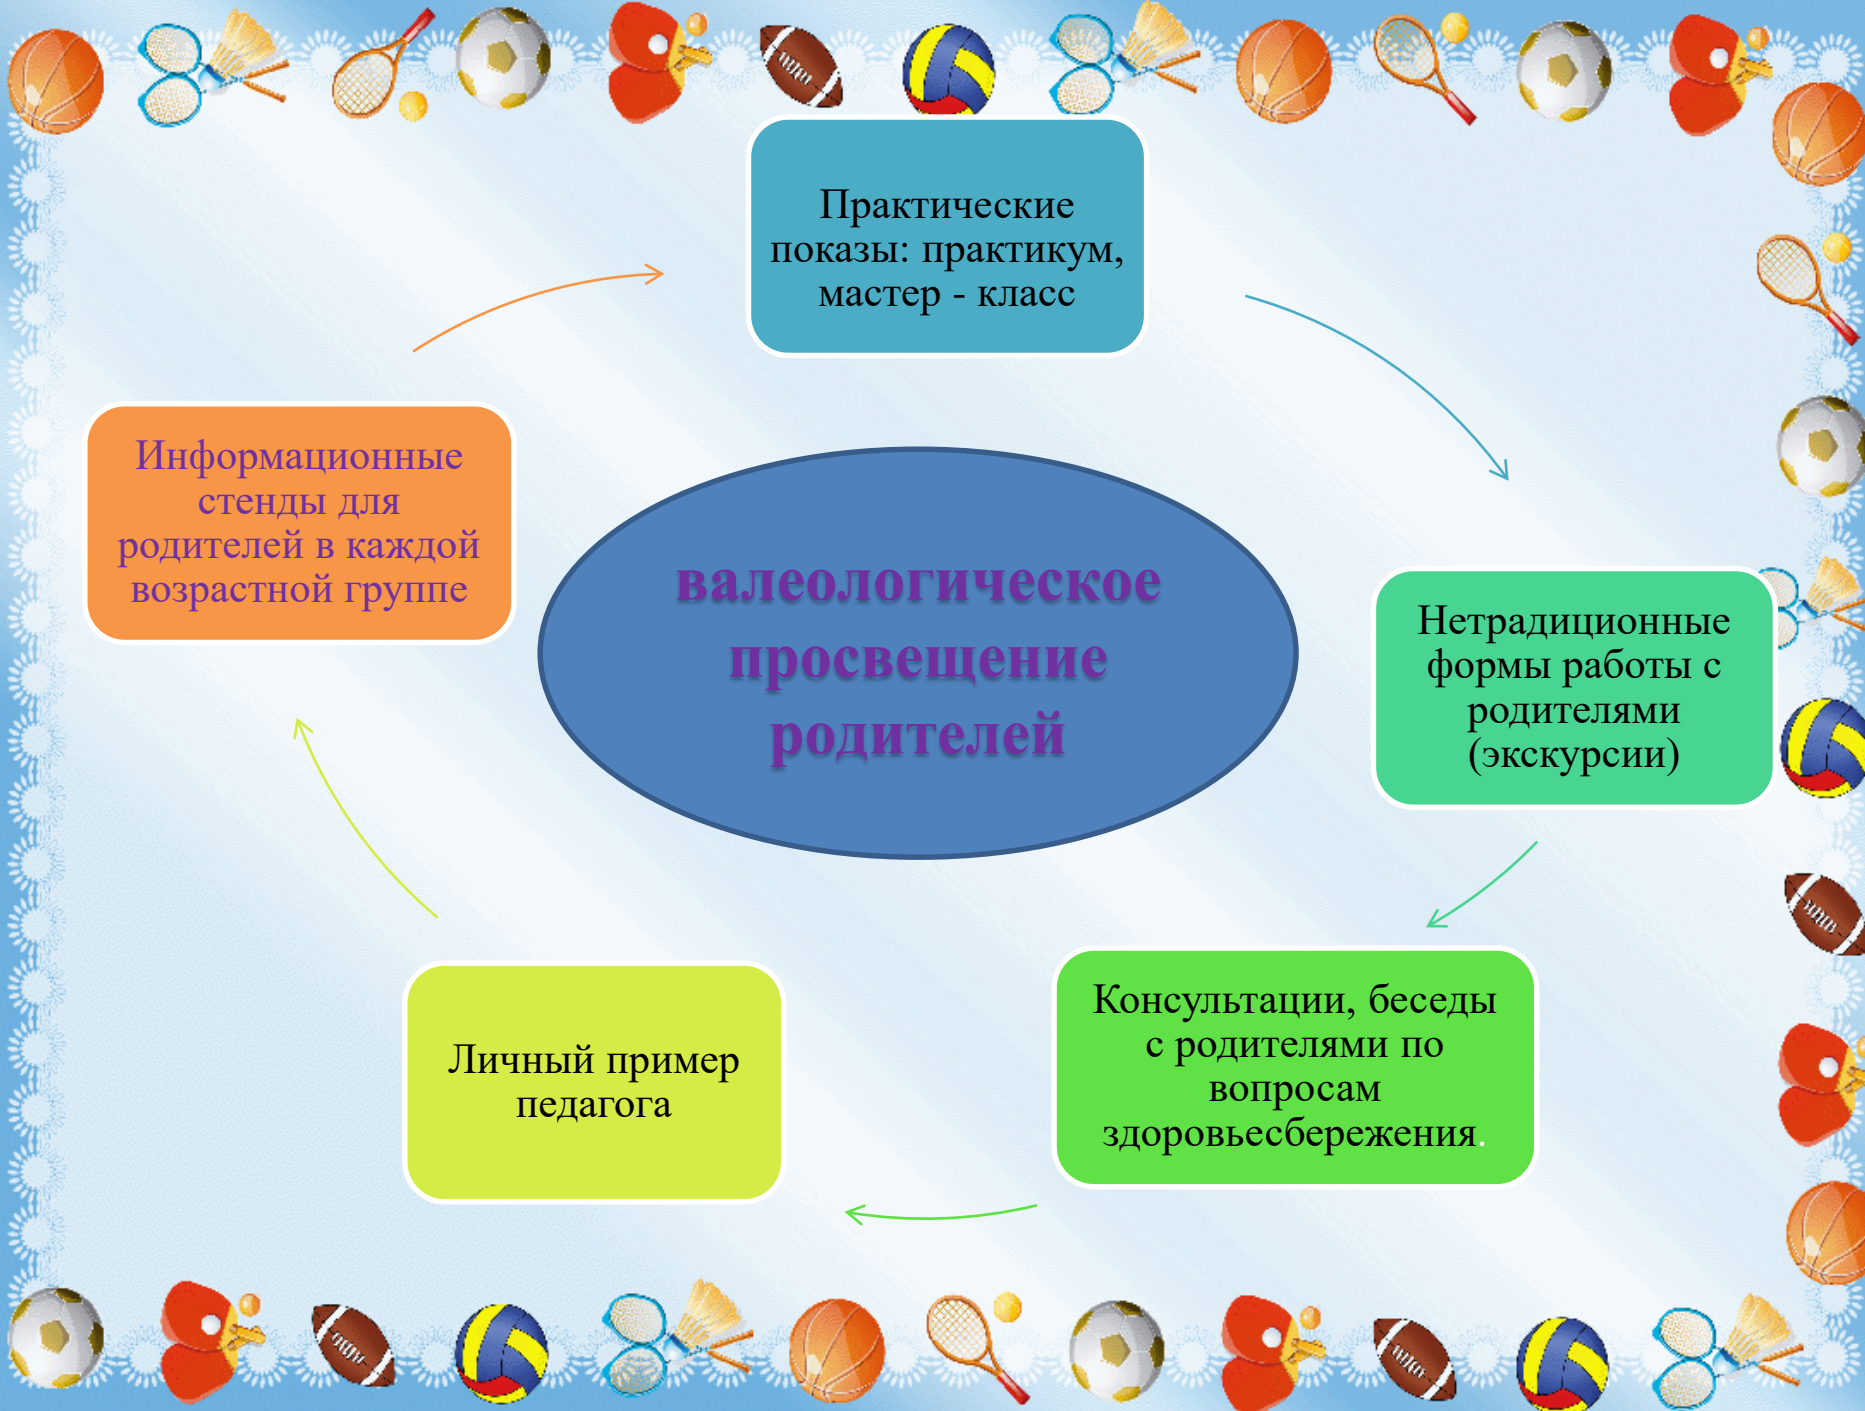 Практические
показы: практикум,
мастер - класс
Информационные
стенды для
родителей в каждой
возрастной группе
валеологическое
просвещение
родителей
Нетрадиционные
формы работы с
родителями
(экскурсии)
Консультации, беседы
с родителями по
вопросам
здоровьесбережения.
Личный пример
педагога